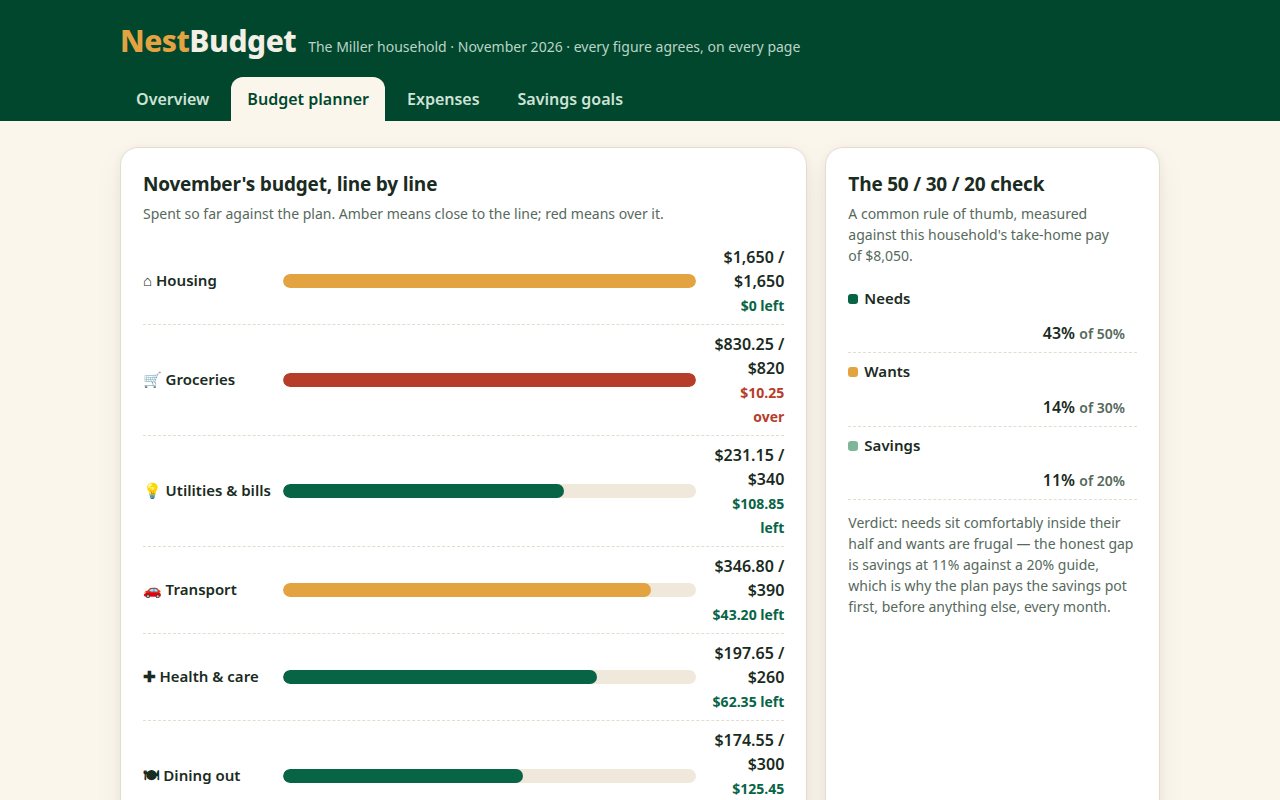 NestBudget The Miller household · November 2026 · every figure agrees, on every page
Overview Budget planner Expenses Savings goals
November's budget, line by line
Spent so far against the plan. Amber means close to the line; red means over it.
Housing
$1,650 /
$1,650
$0 left
Groceries
$830.25 /
$820
$10.25
over
Utilities & bills
$231.15 /
$340
$108.85
left
Transport
$346.80 /
$390
$43.20 left
Health & care
$197.65 /
$260
$62.35 left
Dining out
$174.55 /
$300
$125.45
The 50 / 30 / 20 check
A common rule of thumb, measured
against this household's take-home pay
of $8,050.
Needs
43% of 50%
Wants
14% of 30%
Savings
11% of 20%
Verdict: needs sit comfortably inside their
half and wants are frugal — the honest gap
is savings at 11% against a 20% guide,
which is why the plan pays the savings pot
first, before anything else, every month.